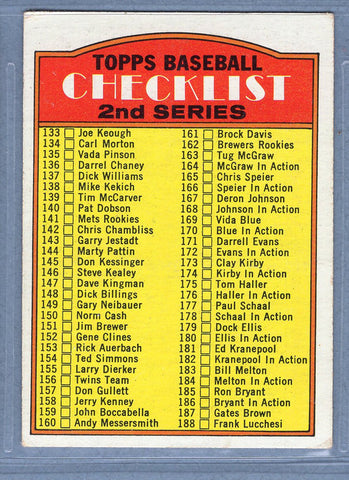 TOPPS BASEBALL
CHECKLIST
2nd SERIES
133 Joe Keough
134 Carl Morton
135 Vada Pinson
136 Darrel Chaney
137 Dick Williams
138 Mike Kekich
139 Tim McCarver
140 Pat Dobson
141 Mets Rookies
142 Chris Chambliss
143 Garry Jestadt
144 Marty Pattin
145 Don Kessinger
146 Steve Kealey
147 Dave Kingman
148 Dick Billings
149 Gary Neibauer
150 Norm Cash
151 Jim Brewer
152 Gene Clines
153 Rick Auerbach
154 Ted Simmons
155 Larry Dierker
156 Twins Team
157 Don Gullett
158 Jerry Kenney
159 John Boccabella
160 Andy Messersmith
161 Brock Davis
162 Brewers Rookies
163 Tug McGraw
164 McGraw In Action
165 Chris Speier
166 Speier In Action
167 Deron Johnson
168 Johnson In Action
169 Vida Blue
170 Blue In Action
171 Darrell Evans
172 Evans In Action
173 Clay Kirby
174 Kirby In Action
175 Tom Haller
176 Haller In Action
177 Paul Schaal
178 Schaal In Action
179 Dock Ellis
180 Ellis In Action
181 Ed Kranepool
182 Kranepool In Action
183 Bill Melton
184 Melton In Action
185 Ron Bryant
186 Bryant In Action
187 Gates Brown
188 Frank Lucchesi